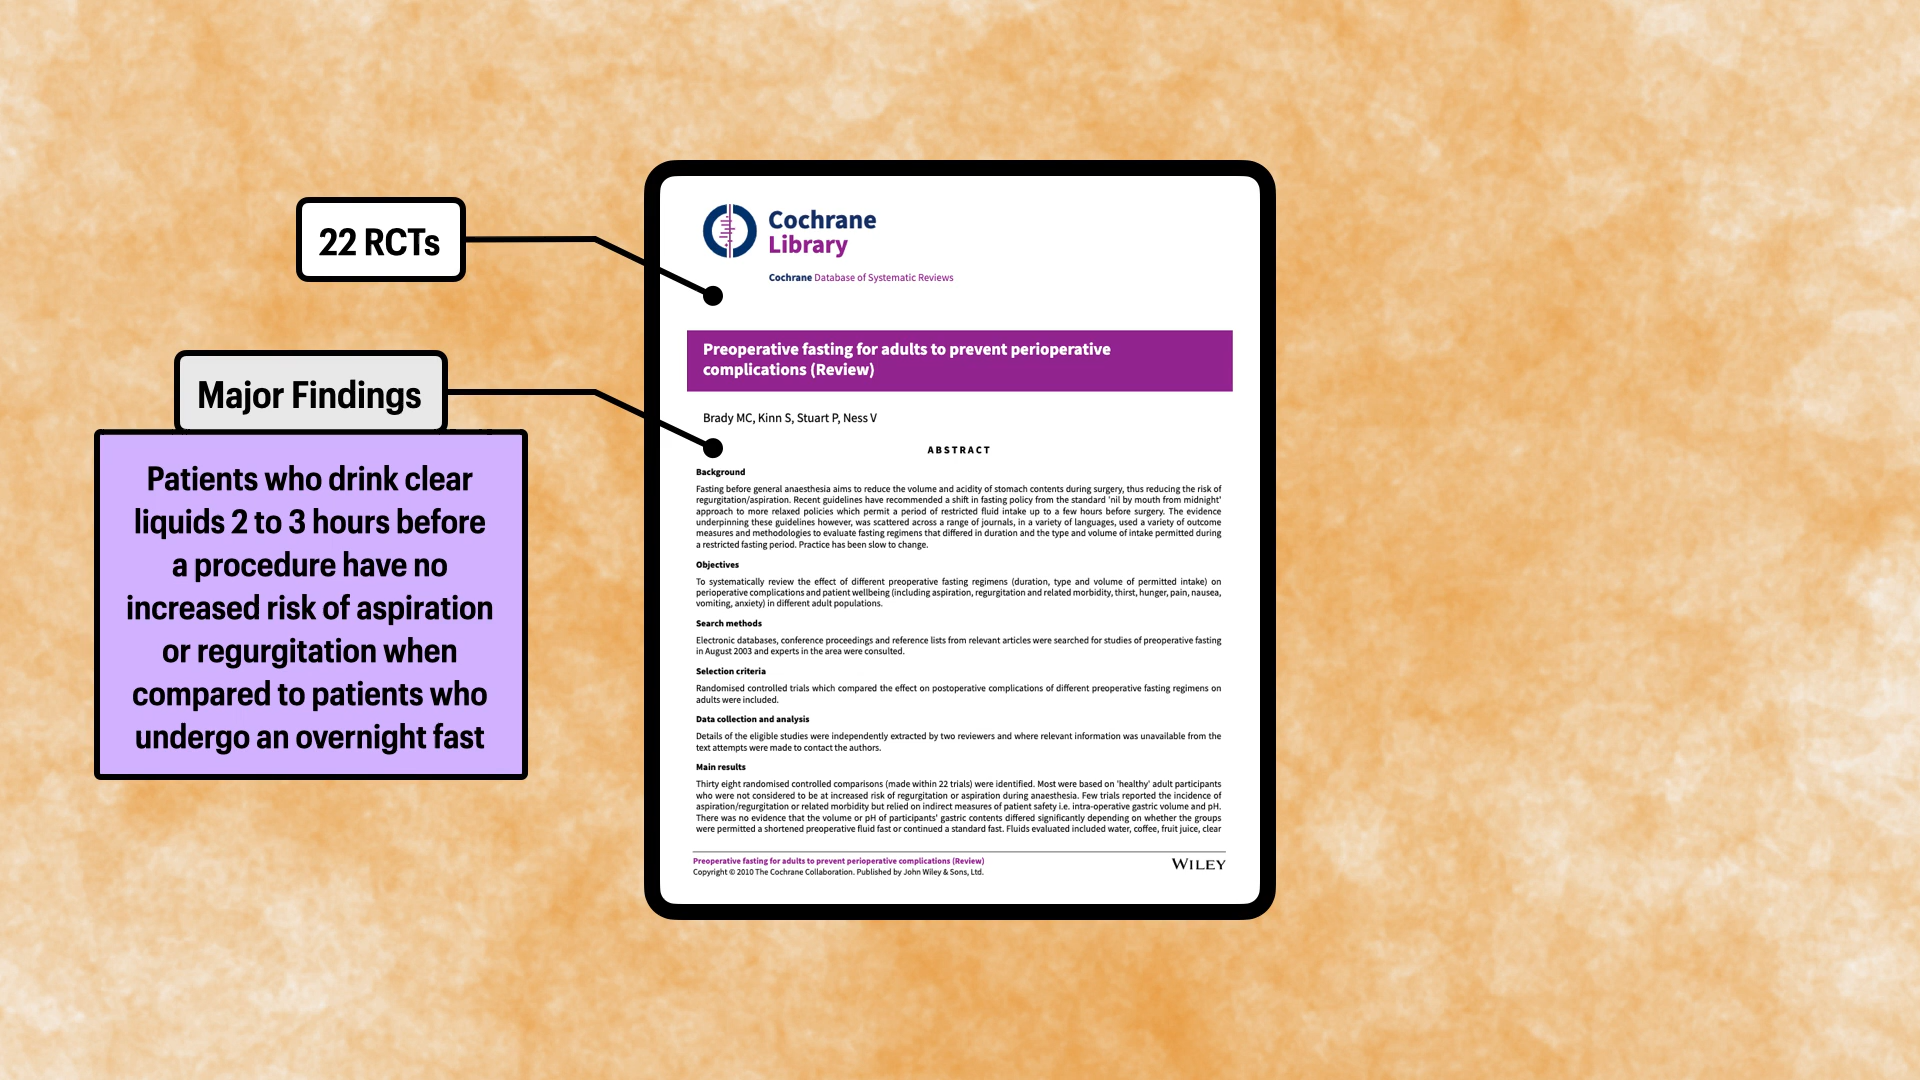 22 RCTs
Major Findings
Patients who drink clear
liquids 2 to 3 hours before
a procedure have no
increased risk of aspiration
or regurgitation when
compared to patients who
undergo an overnight fast
Cochrane
Library
Cochrane Database of Systematic Reviews
Preoperative fasting for adults to prevent perioperative
complications (Review)
Brady MC, Kinn S, Stuart P, Ness V
ABSTRACT
Background
Fasting before general anaesthesia aims to reduce the volume and acidity of stomach contents during surgery, thus reducing the risk of
regurgitation/aspiration. Recent guidelines have recommended a shift in fasting policy from the standard 'nil by mouth from midnight'
approach to more relaxed policies which permit a period of restricted fluid intake up to a few hours before surgery. The evidence
underpinning these guidelines however, was scattered across a range of journals, in a variety of languages, used a variety of outcome
measures and methodologies to evaluate fasting regimens that differed in duration and the type and volume of intake permitted during
a restricted fasting period. Practice has been slow to change.
Objectives
To systematically review the effect of different preoperative fasting regimens (duration, type and volume of permitted intake) on
perioperative complications and patient wellbeing (including aspiration, regurgitation and related morbidity, thirst, hunger, pain, nausea,
vomiting, anxiety) in different adult populations.
Search methods
Electronic databases, conference proceedings and reference lists from relevant articles were searched for studies of preoperative fasting
in August 2003 and experts in the area were consulted.
Selection criteria
Randomised controlled trials which compared the effect on postoperative complications of different preoperative fasting regimens on
adults were included.
Data collection and analysis
Details of the eligible studies were independently extracted by two reviewers and where relevant information was unavailable from the
text attempts were made to contact the authors.
Main results
Thirty eight randomised controlled comparisons (made within 22 trials) were identified. Most were based on 'healthy' adult participants
who were not considered to be at increased risk of regurgitation or aspiration during anaesthesia. Few trials reported the incidence of
aspiration/regurgitation or related morbidity but relied on indirect measures of patient safety i.e. intra-operative gastric volume and pH.
There was no evidence that the volume or pH of participants' gastric contents differed significantly depending on whether the groups
were permitted a shortened preoperative fluid fast or continued a standard fast. Fluids evaluated included water, coffee, fruit juice, clear
Preoperative fasting for adults to prevent perioperative complications (Review)
Copyright © 2010 The Cochrane Collaboration. Published by John Wiley & Sons, Ltd.
WILEY